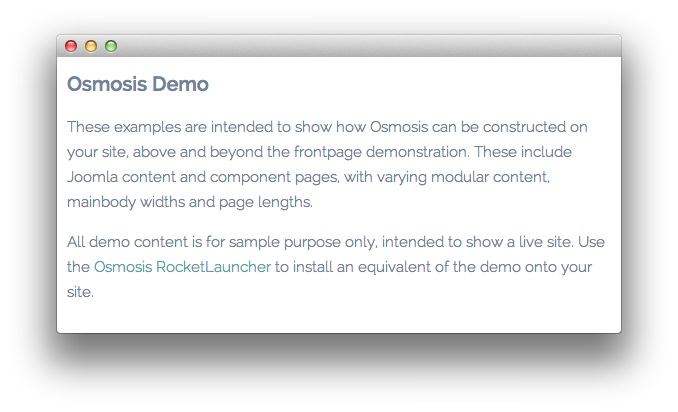 Osmosis Demo
These examples are intended to show how Osmosis can be constructed on
your site, above and beyond the frontpage demonstration. These include
Joomla content and component pages, with varying modular content,
mainbody widths and page lengths.
All demo content is for sample purpose only, intended to show a live site. Use
the Osmosis RocketLauncher to install an equivalent of the demo onto your
site.